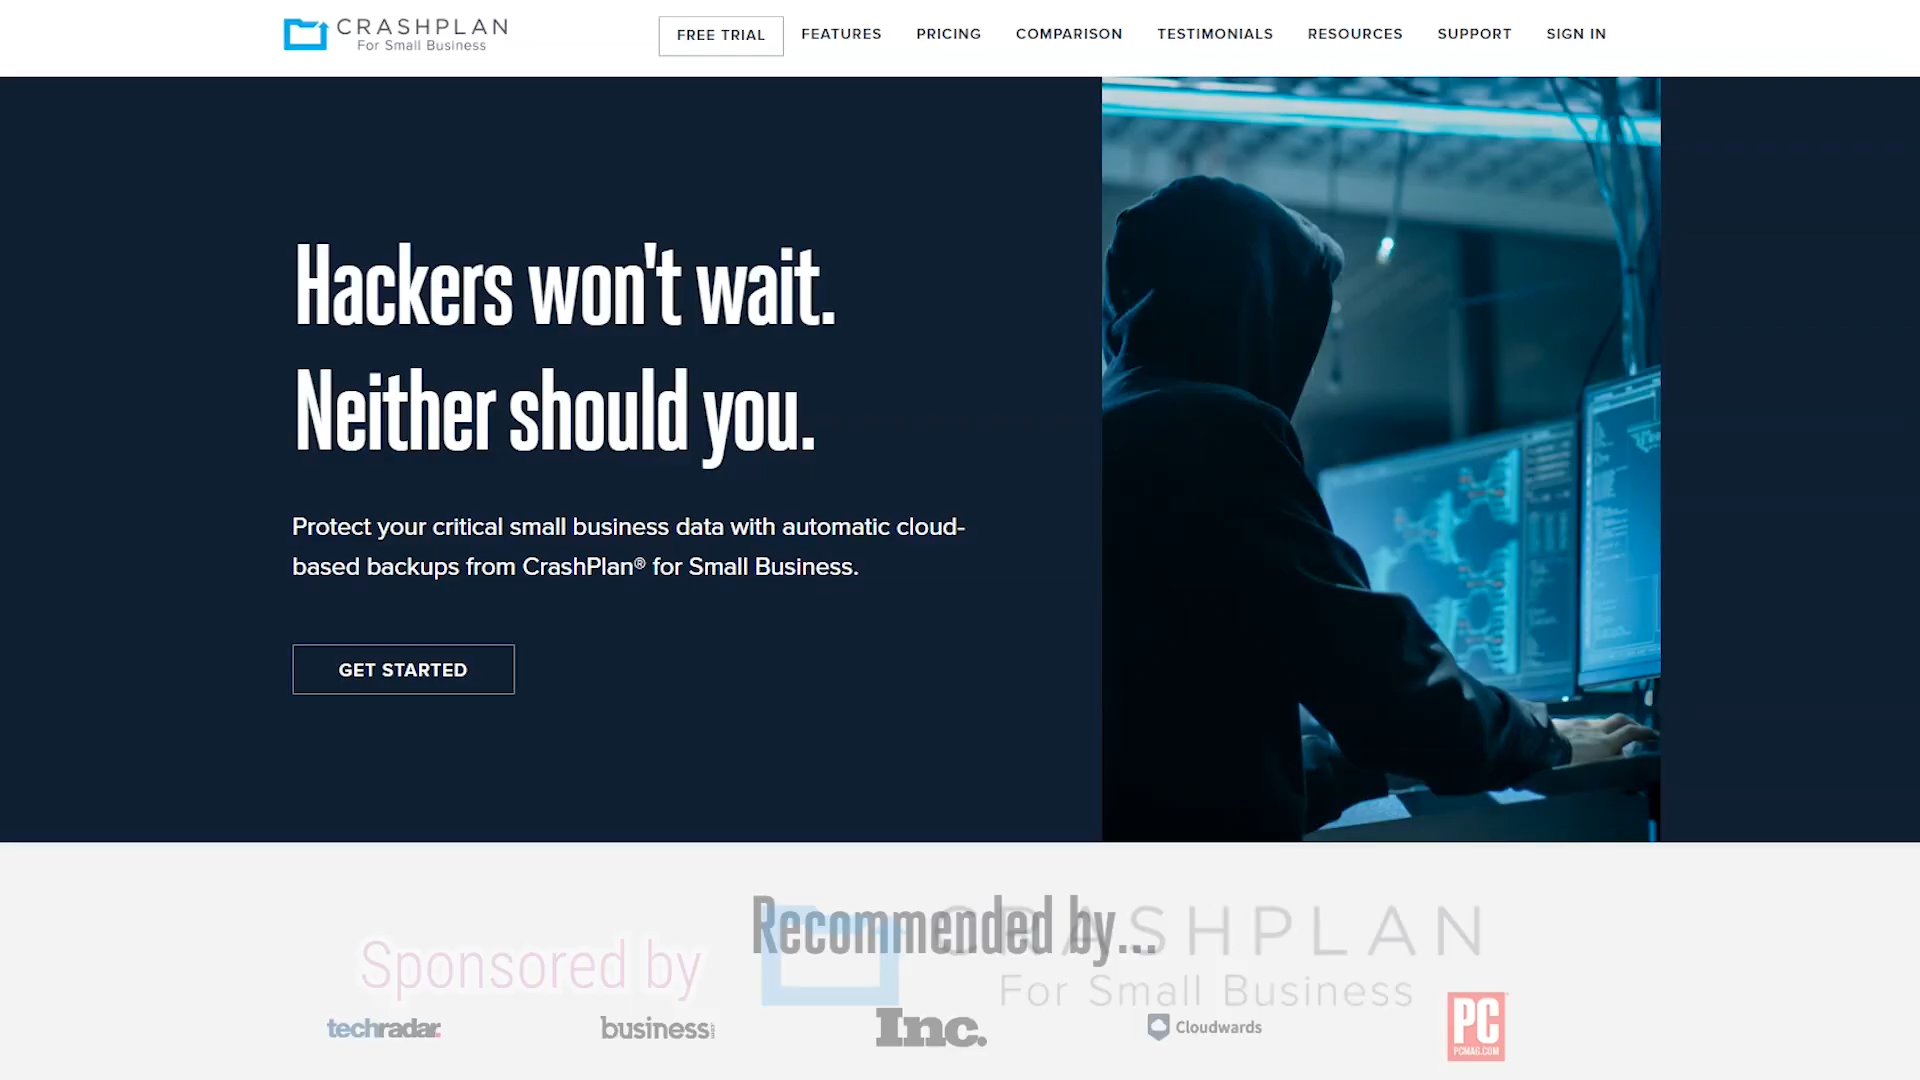 CRASHPLAN
For Small Business
FREE TRIAL
FEATURES
PRICING
COMPARISON
TESTIMONIALS
RESOURCES
SUPPORT
SIGN IN
Hackers won't wait.
Neither should you.
Protect your critical small business data with automatic cloud-
based backups from CrashPlan® for Small Business.
GET STARTED
Recommended by...
Sponsored by
CRASHPLAN
For Small Business
techradar.
business
Inc.
Cloudwards
PC
PCMAG.COM